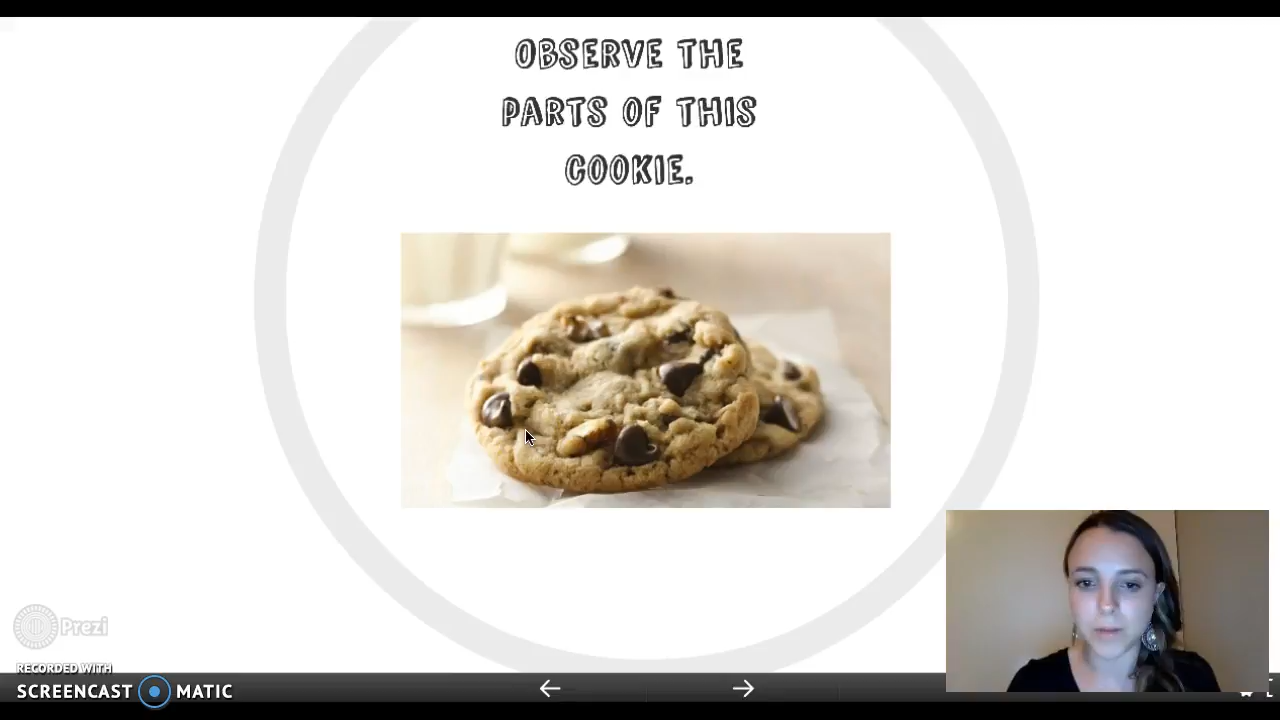 OBSERVE THE
PARTS OF THIS
COOKIE.
Prezi
RECORDED WITH
SCREENCAST MATIC